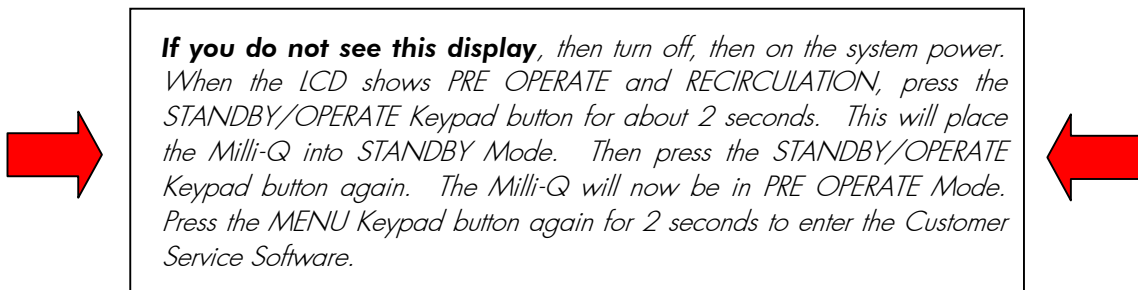 If you do not see this display, then turn off, then on the system power.
When the LCD shows PRE OPERATE and RECIRCULATION, press the
STANDBY/OPERATE Keypad button for about 2 seconds. This will place
the Milli-Q into STANDBY Mode. Then press the STANDBY/OPERATE
Keypad button again. The Milli-Q will now be in PRE OPERATE Mode.
Press the MENU Keypad button again for 2 seconds to enter the Customer
Service Software.